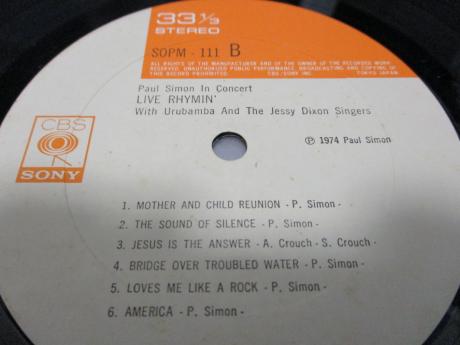 33 1/3
STEREO
SOPM - 111 B
ALL RIGHTS OF THE MANUFACTURER AND OF THE OWNER OF THE RECORDED WORK
RESERVED. UNAUTHORIZED PUBLIC PERFORMANCE, BROADCASTING AND COPYING OF
THIS RECORD PROHIBITED. CBS/SONY INC. TOKYO JAPAN
Paul Simon In Concert
LIVE RHYMIN'
With Urubamba And The Jessy Dixon Singers
CBS
SONY
Ⓟ 1974 Paul Simon
1. MOTHER AND CHILD REUNION - P. Simon -
2. THE SOUND OF SILENCE - P. Simon -
3. JESUS IS THE ANSWER - A. Crouch - S. Crouch -
4. BRIDGE OVER TROUBLED WATER - P. Simon -
5. LOVES ME LIKE A ROCK - P. Simon -
6. AMERICA - P. Simon -